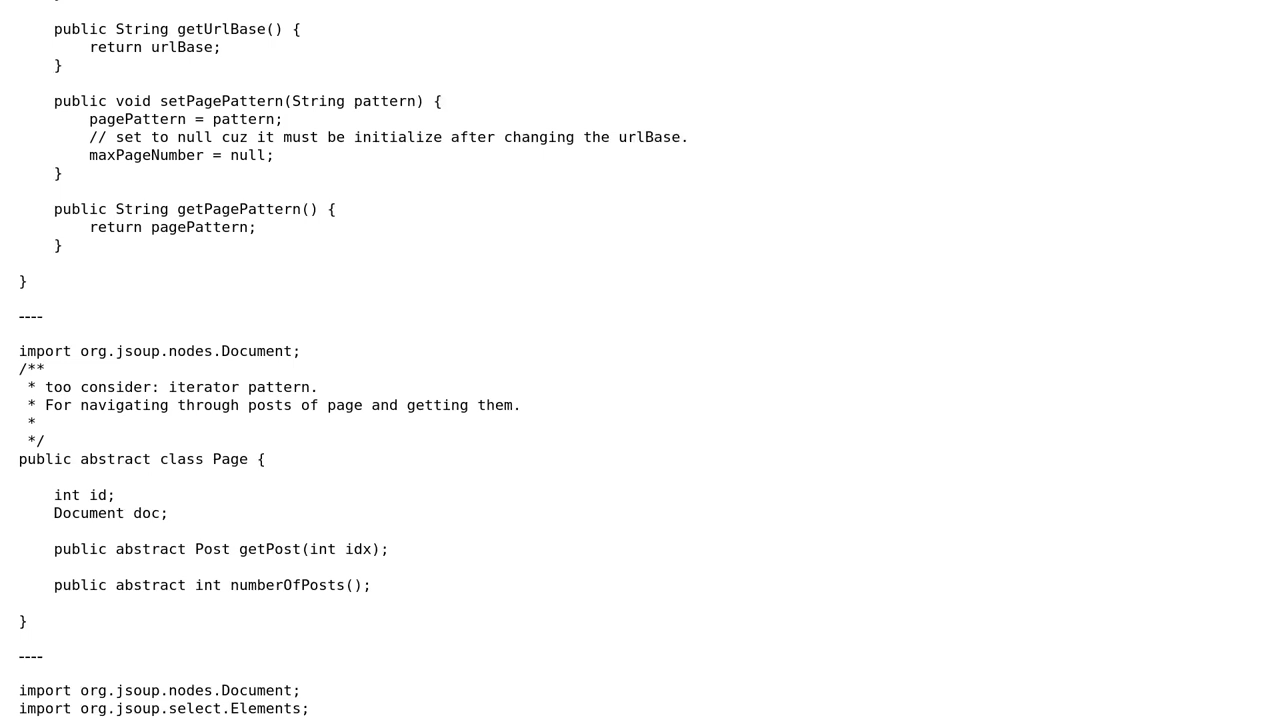 public String getUrlBase() {
        return urlBase;
    }

    public void setPagePattern(String pattern) {
        pagePattern = pattern;
        // set to null cuz it must be initialize after changing the urlBase.
        maxPageNumber = null;
    }

    public String getPagePattern() {
        return pagePattern;
    }

}

----

import org.jsoup.nodes.Document;
/**
 * too consider: iterator pattern.
 * For navigating through posts of page and getting them.
 *
 */
public abstract class Page {

    int id;
    Document doc;

    public abstract Post getPost(int idx);

    public abstract int numberOfPosts();

}

----

import org.jsoup.nodes.Document;
import org.jsoup.select.Elements;